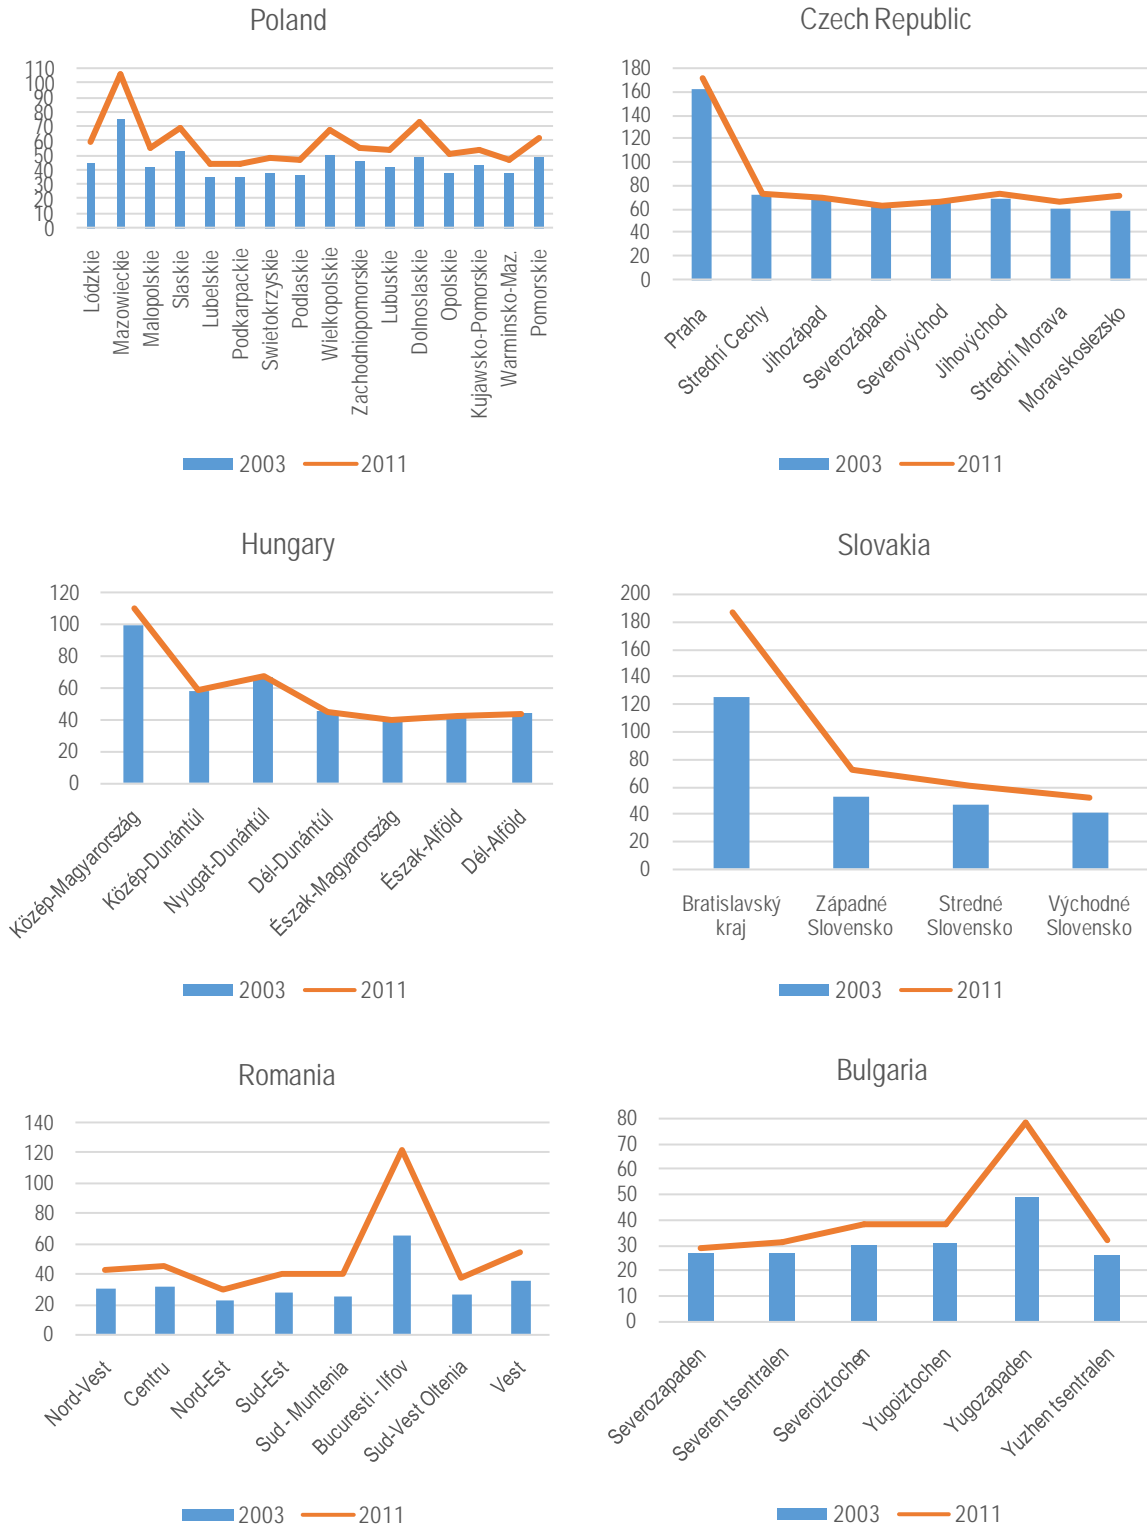 Poland
110
100
90
80
70
60
50
40
30
20
10
0
Lódzkie
Mazowieckie
Malopolskie
Slaskie
Lubelskie
Podkarpackie
Swietokrzyskie
Podlaskie
Wielkopolskie
Zachodniopomorskie
Lubuskie
Dolnoslaskie
Opolskie
Kujawsko-Pomorskie
Warminsko-Maz.
Pomorskie
2003 2011
Czech Republic
180
160
140
120
100
80
60
40
20
0
Praha
Strední Cechy
Jihozápad
Severozápad
Severovýchod
Jihovýchod
Strední Morava
Moravskoslezsko
2003 2011
Hungary
120
100
80
60
40
20
0
Közép-Magyarország
Közép-Dunántúl
Nyugat-Dunántúl
Dél-Dunántúl
Észak-Magyarország
Észak-Alföld
Dél-Alföld
2003 2011
Slovakia
200
180
160
140
120
100
80
60
40
20
0
Bratislavský
kraj
Západné
Slovensko
Stredné
Slovensko
Východné
Slovensko
2003 2011
Romania
140
120
100
80
60
40
20
0
Nord-Vest
Centru
Nord-Est
Sud-Est
Sud - Muntenia
Bucuresti - Ilfov
Sud-Vest Oltenia
Vest
2003 2011
Bulgaria
80
70
60
50
40
30
20
10
0
Severozapaden
Severen tsentralen
Severoiztochen
Yugoiztochen
Yugozapaden
Yuzhen tsentralen
2003 2011